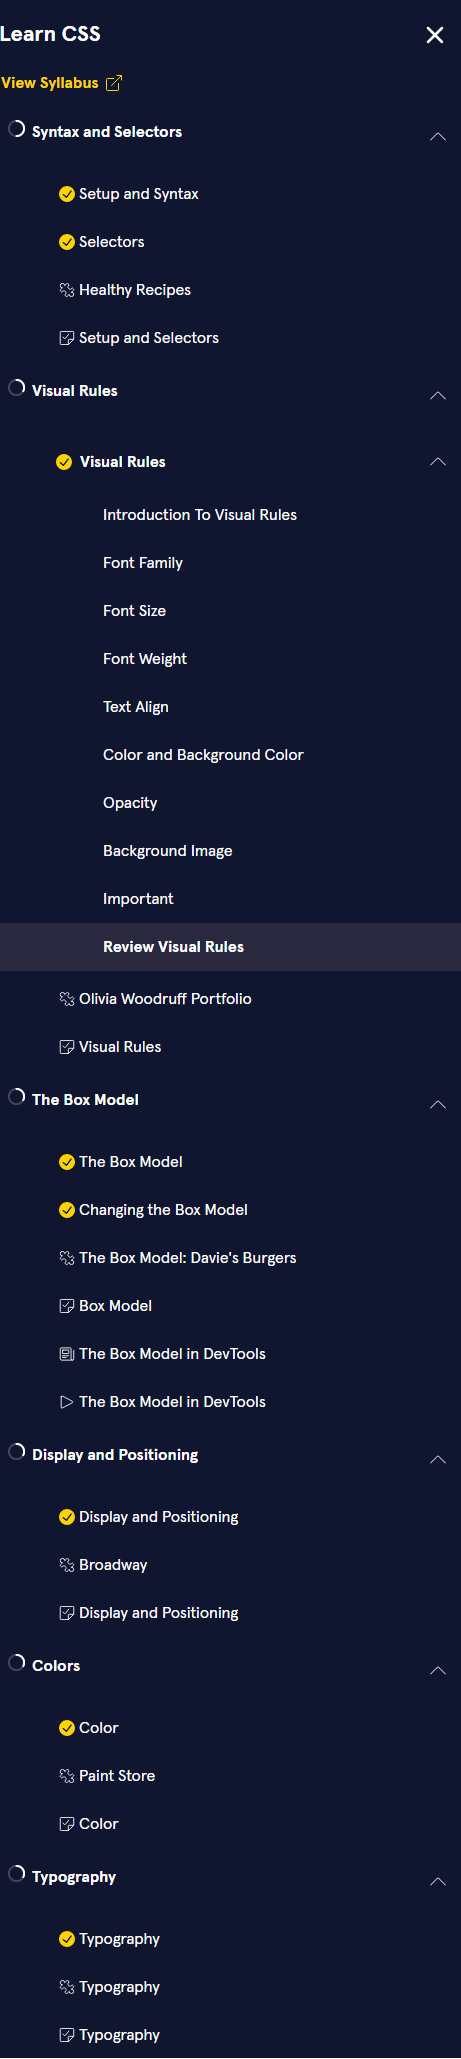 Learn CSS
View Syllabus
Syntax and Selectors
Setup and Syntax
Selectors
Healthy Recipes
Setup and Selectors
Visual Rules
Visual Rules
Introduction To Visual Rules
Font Family
Font Size
Font Weight
Text Align
Color and Background Color
Opacity
Background Image
Important
Review Visual Rules
Olivia Woodruff Portfolio
Visual Rules
The Box Model
The Box Model
Changing the Box Model
The Box Model: Davie's Burgers
Box Model
The Box Model in DevTools
The Box Model in DevTools
Display and Positioning
Display and Positioning
Broadway
Display and Positioning
Colors
Color
Paint Store
Color
Typography
Typography
Typography
Typography